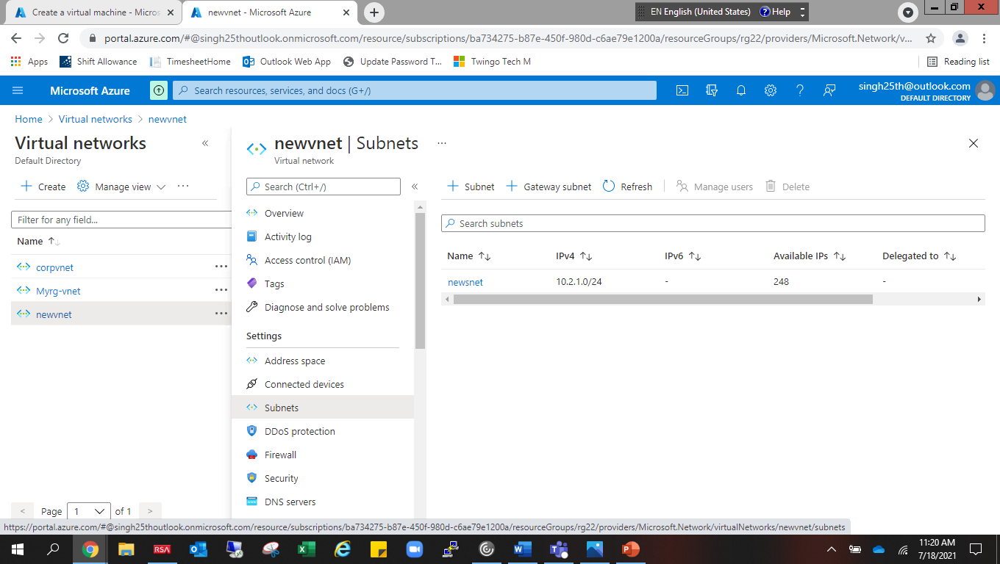 Create a virtual machine - Micros
newvnet - Microsoft Azure
EN English (United States)
Help
portal.azure.com/#@singh25thoutlook.onmicrosoft.com/resource/subscriptions/ba734275-b87e-450f-980d-c6ae79e1200a/resourceGroups/rg22/providers/Microsoft.Network/v...
Apps
Shift Allowance
TimesheetHome
Outlook Web App
Update Password T...
Twingo Tech M
Reading list
Microsoft Azure
Search resources, services, and docs (G+/)
singh25th@outlook.com
DEFAULT DIRECTORY
Home > Virtual networks > newvnet
Virtual networks
Default Directory
Create
Manage view
Filter for any field...
Name
corpvnet
Myrg-vnet
newvnet
< Page 1 of 1 >
newvnet | Subnets
Virtual network
Search (Ctrl+/)
Overview
Activity log
Access control (IAM)
Tags
Diagnose and solve problems
Settings
Address space
Connected devices
Subnets
DDoS protection
Firewall
Security
DNS servers
Subnet
Gateway subnet
Refresh
Manage users
Delete
Search subnets
Name IPv4 IPv6 Available IPs Delegated to
newsnet 10.2.1.0/24 - 248 -
https://portal.azure.com/#@singh25thoutlook.onmicrosoft.com/resource/subscriptions/ba734275-b87e-450f-980d-c6ae79e1200a/resourceGroups/rg22/providers/Microsoft.Network/virtualNetworks/newvnet/subnets
RSA
11:20 AM
7/18/2021